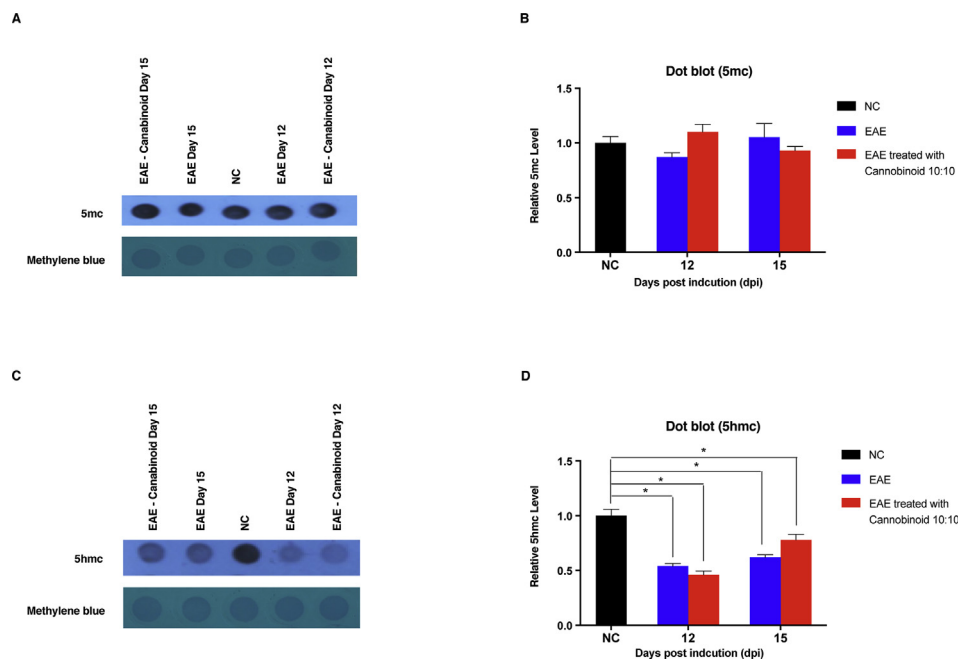 A
EAE - Canabinoid Day 15
EAE Day 15
NC
EAE Day 12
EAE - Canabinoid Day 12
5mc
Methylene blue
B
Dot blot (5mc)
Relative 5mc Level
1.5
1.0
0.5
0.0
NC
12
15
Days post indcution (dpi)
NC
EAE
EAE treated with
Cannobinoid 10:10
C
EAE - Canabinoid Day 15
EAE Day 15
NC
EAE Day 12
EAE - Canabinoid Day 12
5hmc
Methylene blue
D
Dot blot (5hmc)
Relative 5hmc Level
1.5
1.0
0.5
0.0
*
*
*
*
NC
12
15
Days post indcution (dpi)
NC
EAE
EAE treated with
Cannobinoid 10:10